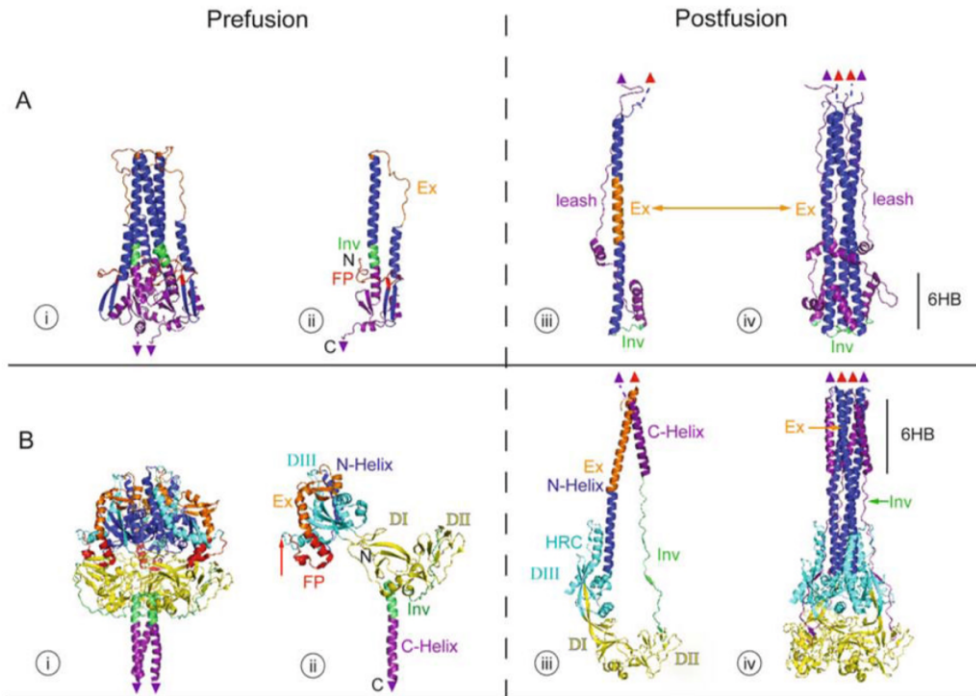 Prefusion
Postfusion
A
Ex
Inv
N
FP
C
i
ii
leash
Ex
Ex
leash
6HB
Inv
Inv
iii
iv
B
DIII
N-Helix
Ex
DI
DII
N
FP
Inv
C-Helix
C
i
ii
C-Helix
Ex
N-Helix
HRC
DIII
Inv
DI
DII
iii
Ex
6HB
Inv
iv